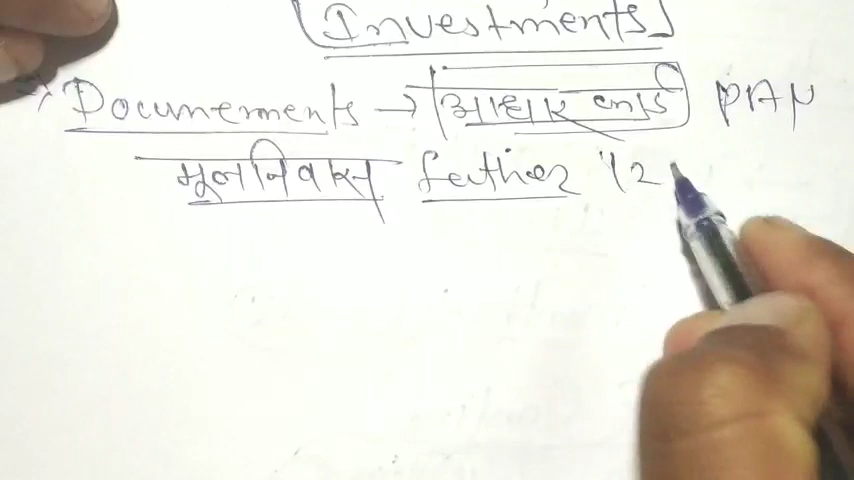 Investments
→ Documements → आधार कार्ड PAN
मूलनिवास father 12